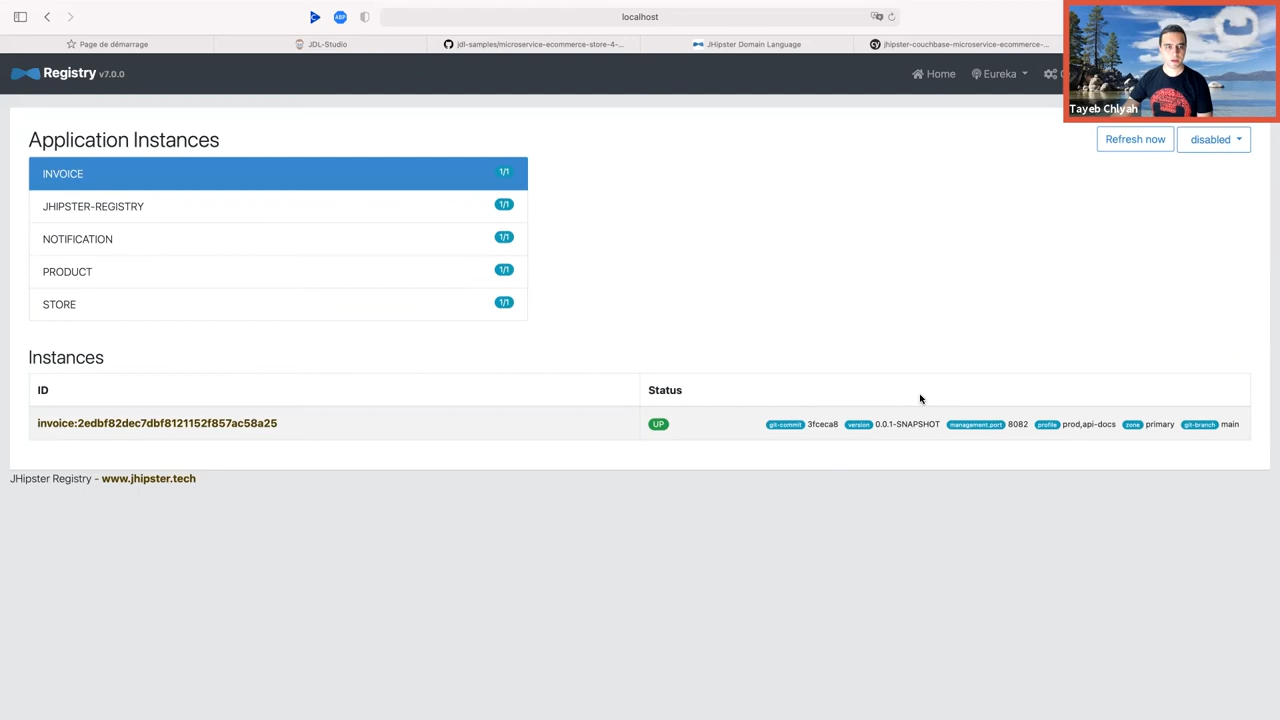 localhost
Page de démarrage
JDL-Studio
jdl-samples/microservice-ecommerce-store-4-...
JHipster Domain Language
jhipster-couchbase-microservice-ecommerce-...
Registry v7.0.0
Home
Eureka
Tayeb Chlyah
Application Instances
Refresh now
disabled
INVOICE 1/1
JHIPSTER-REGISTRY 1/1
NOTIFICATION 1/1
PRODUCT 1/1
STORE 1/1
Instances
ID Status
invoice:2edbf82dec7dbf8121152f857ac58a25 UP git-commit 3fceca8 version 0.0.1-SNAPSHOT management.port 8082 profile prod,api-docs zone primary git-branch main
JHipster Registry - www.jhipster.tech